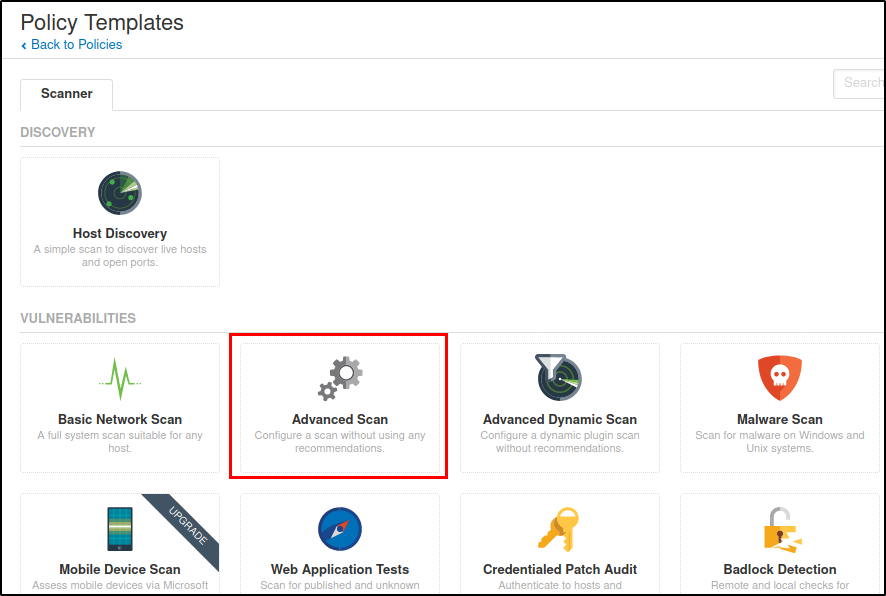 Policy Templates
‹ Back to Policies
Scanner
Search
DISCOVERY
Host Discovery
A simple scan to discover live hosts
and open ports.
VULNERABILITIES
Basic Network Scan
A full system scan suitable for any
host.
Advanced Scan
Configure a scan without using any
recommendations.
Advanced Dynamic Scan
Configure a dynamic plugin scan
without recommendations.
Malware Scan
Scan for malware on Windows and
Unix systems.
UPGRADE
Mobile Device Scan
Assess mobile devices via Microsoft
Web Application Tests
Scan for published and unknown
Credentialed Patch Audit
Authenticate to hosts and
Badlock Detection
Remote and local checks for